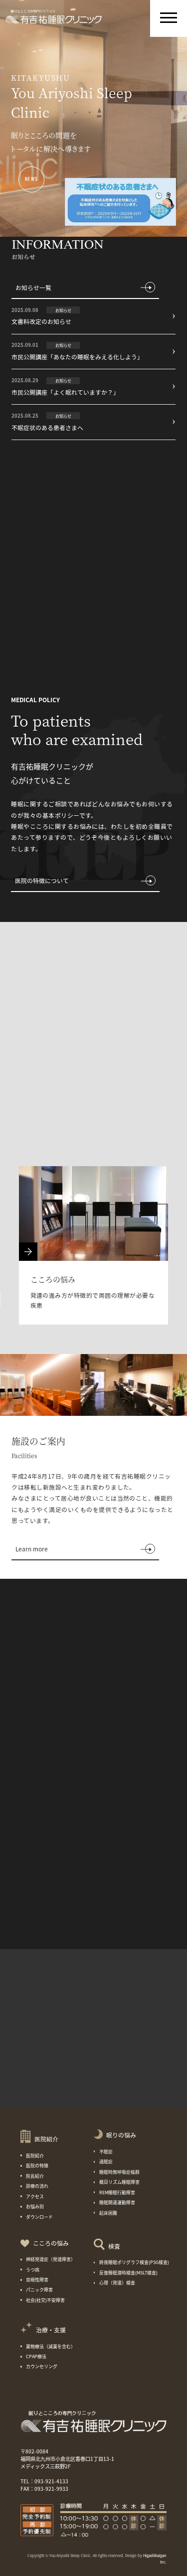 眠りとこころの専門クリニック
有吉祐睡眠クリニック
KITAKYUSHU
You Ariyoshi Sleep
Clinic
眠りとこころの問題を
トータルに解決へ導きます
NEWS
不眠症でお悩みの患者さまへ
INFORMATION
お知らせ
お知らせ一覧
2025.09.08 お知らせ
文書料改定のお知らせ
2025.09.01 お知らせ
市民公開講座「あなたの睡眠をみえる化しよう」
2025.08.29 お知らせ
市民公開講座「よく眠れていますか？」
2025.08.25 お知らせ
不眠症状のある患者さまへ
MEDICAL POLICY
To patients
who are examined
有吉祐睡眠クリニックが
心がけていること
睡眠に関するご相談であればどんなお悩みでもお伺いするのが我々の基本ポリシーです。
睡眠やこころに関するお悩みには、わたしを初め全職員であたって参りますので、どうぞ今後ともよろしくお願いいたします。
医院の特徴について
こころの悩み
発達の進み方が特徴的で周囲の理解が必要な疾患
施設のご案内
Facilities
平成24年8月17日、9年の歳月を経て有吉祐睡眠クリニックは移転し新施設へと生まれ変わりました。
みなさまにとって居心地が良いことは当然のこと、機能的にもようやく満足のいくものを提供できるようになったと思っています。
Learn more
医院紹介
医院紹介
医院の特徴
院長紹介
診療の流れ
アクセス
お悩み別
ダウンロード
眠りの悩み
不眠症
過眠症
睡眠時無呼吸症候群
概日リズム睡眠障害
REM睡眠行動障害
睡眠関連運動障害
起床困難
こころの悩み
神経発達症（発達障害）
うつ病
双極性障害
パニック障害
社会(社交)不安障害
検査
終夜睡眠ポリグラフ検査(PSG検査)
反復睡眠潜時検査(MSLT検査)
心理（発達）検査
治療・支援
薬物療法（減薬を含む）
CPAP療法
カウンセリング
眠りとこころの専門クリニック
有吉祐睡眠クリニック
〒802-0084
福岡県北九州市小倉北区香春口1丁目13-1
メディックス三萩野2F
TEL：093-921-4133
FAX：093-921-9933
初 診
完全予約制
再 診
予約優先制
診療時間 月 火 水 木 金 土 日
10:00〜13:30 〇 〇 〇 休診 〇 △ 休診
15:00〜19:00 〇 〇 〇 〇 ー
△〜14：00
Copyright © You Ariyoshi Sleep Clinic. All rights reserved. Design by Higashitaiyan Inc.